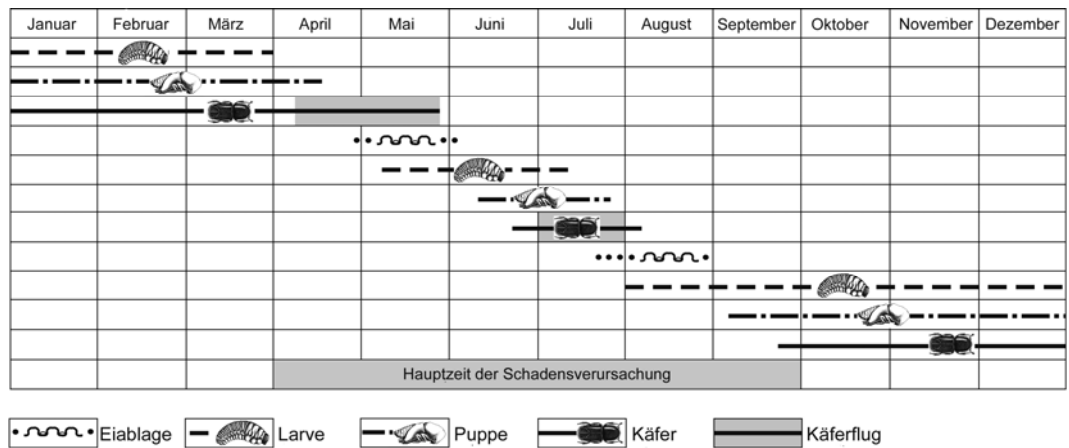 Januar Februar März April Mai Juni Juli August September Oktober November Dezember
Hauptzeit der Schadensverursachung
Eiablage Larve Puppe Käfer Käferflug